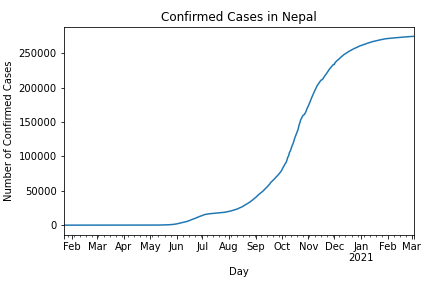 Confirmed Cases in Nepal
Number of Confirmed Cases
250000
200000
150000
100000
50000
0
Feb Mar Apr May Jun Jul Aug Sep Oct Nov Dec Jan Feb Mar
2021
Day